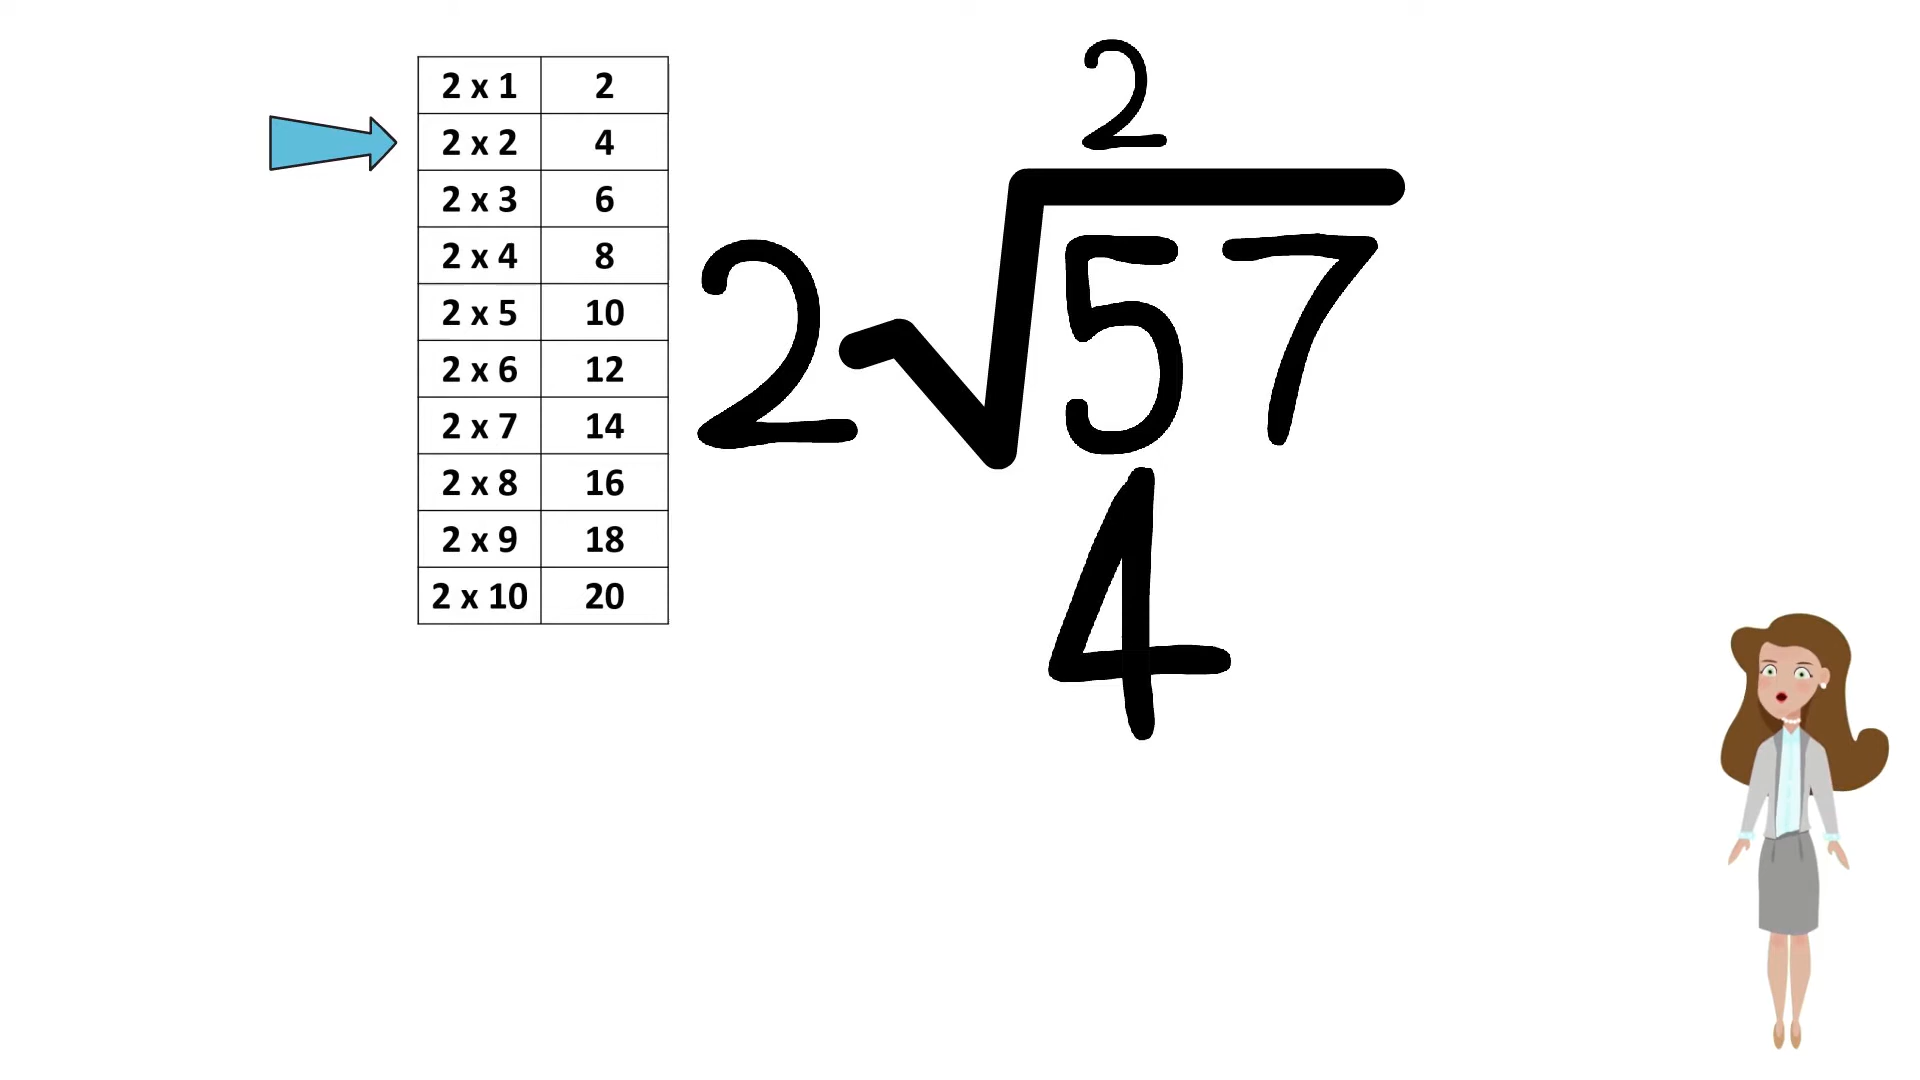 2 x 1 2
2 x 2 4
2 x 3 6
2 x 4 8
2 x 5 10
2 x 6 12
2 x 7 14
2 x 8 16
2 x 9 18
2 x 10 20
2
2√57
4